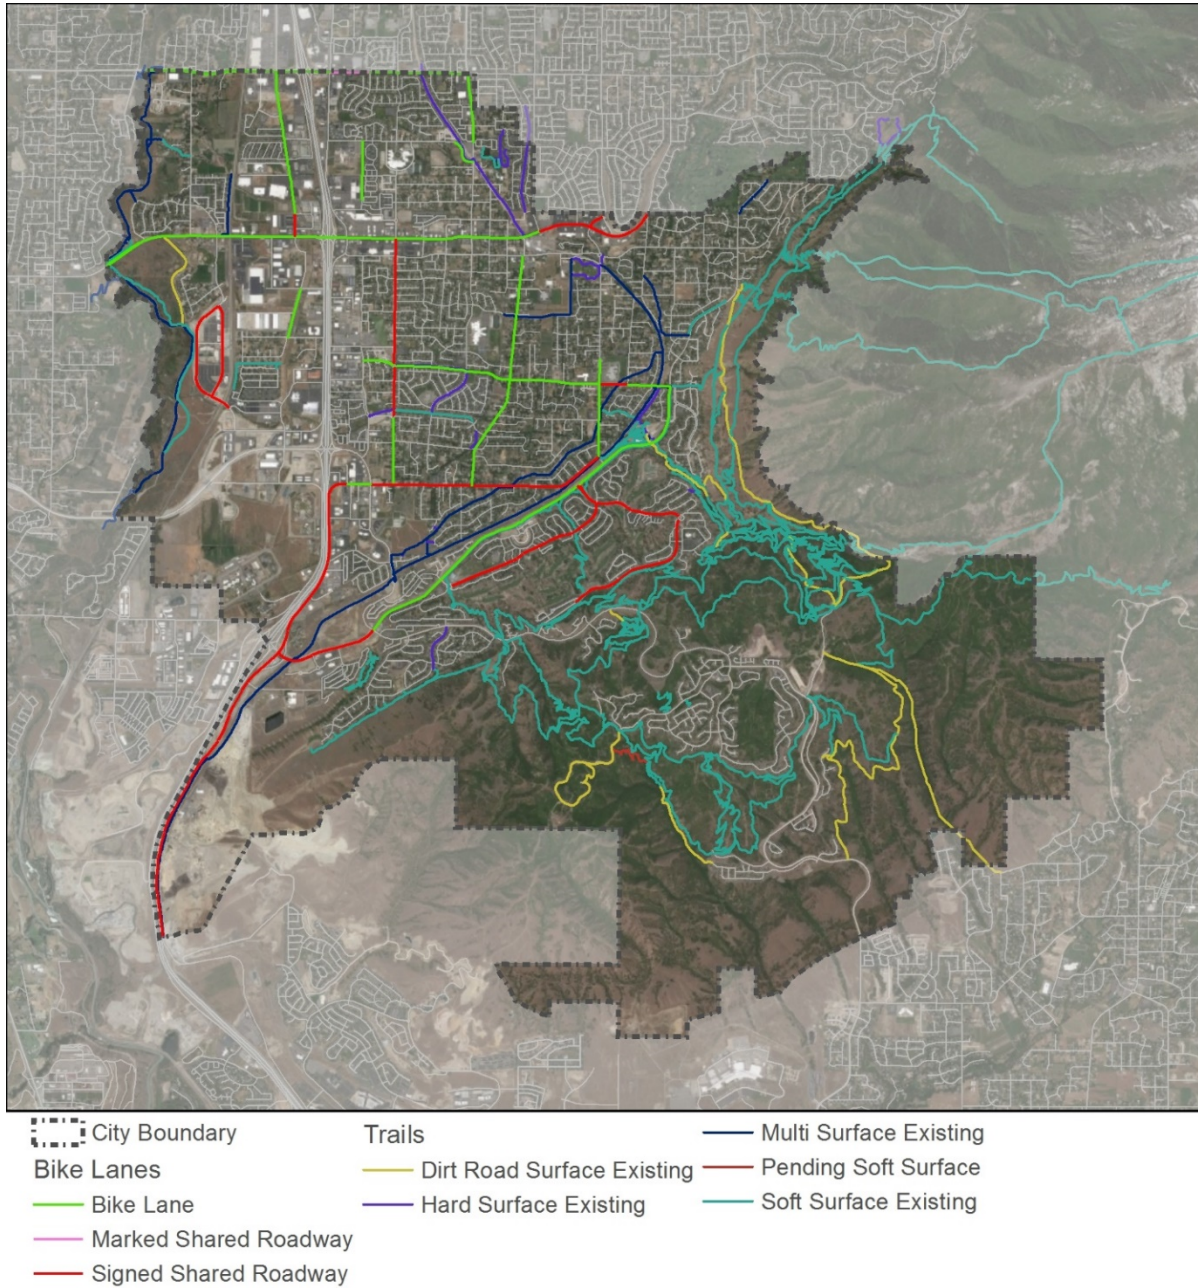 City Boundary
Bike Lanes
Bike Lane
Marked Shared Roadway
Signed Shared Roadway
Trails
Dirt Road Surface Existing
Hard Surface Existing
Multi Surface Existing
Pending Soft Surface
Soft Surface Existing